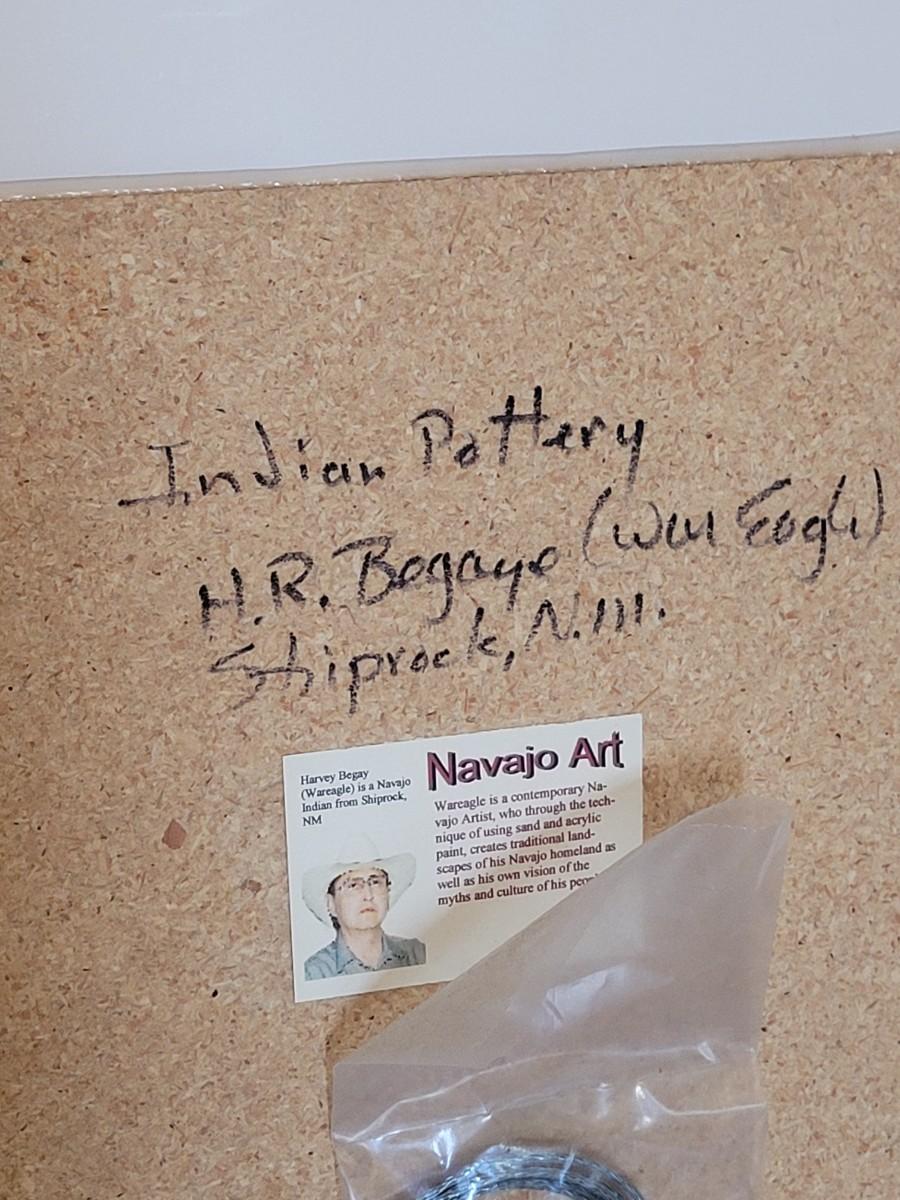 Indian Pottery
H.R. Begaye (War Eagle)
Shiprock, N.M.
Harvey Begay
(Wareagle) is a Navajo
Indian from Shiprock,
NM
Navajo Art
Wareagle is a contemporary Na-
vajo Artist, who through the tech-
nique of using sand and acrylic
paint, creates traditional land-
scapes of his Navajo homeland as
well as his own vision of the
myths and culture of his